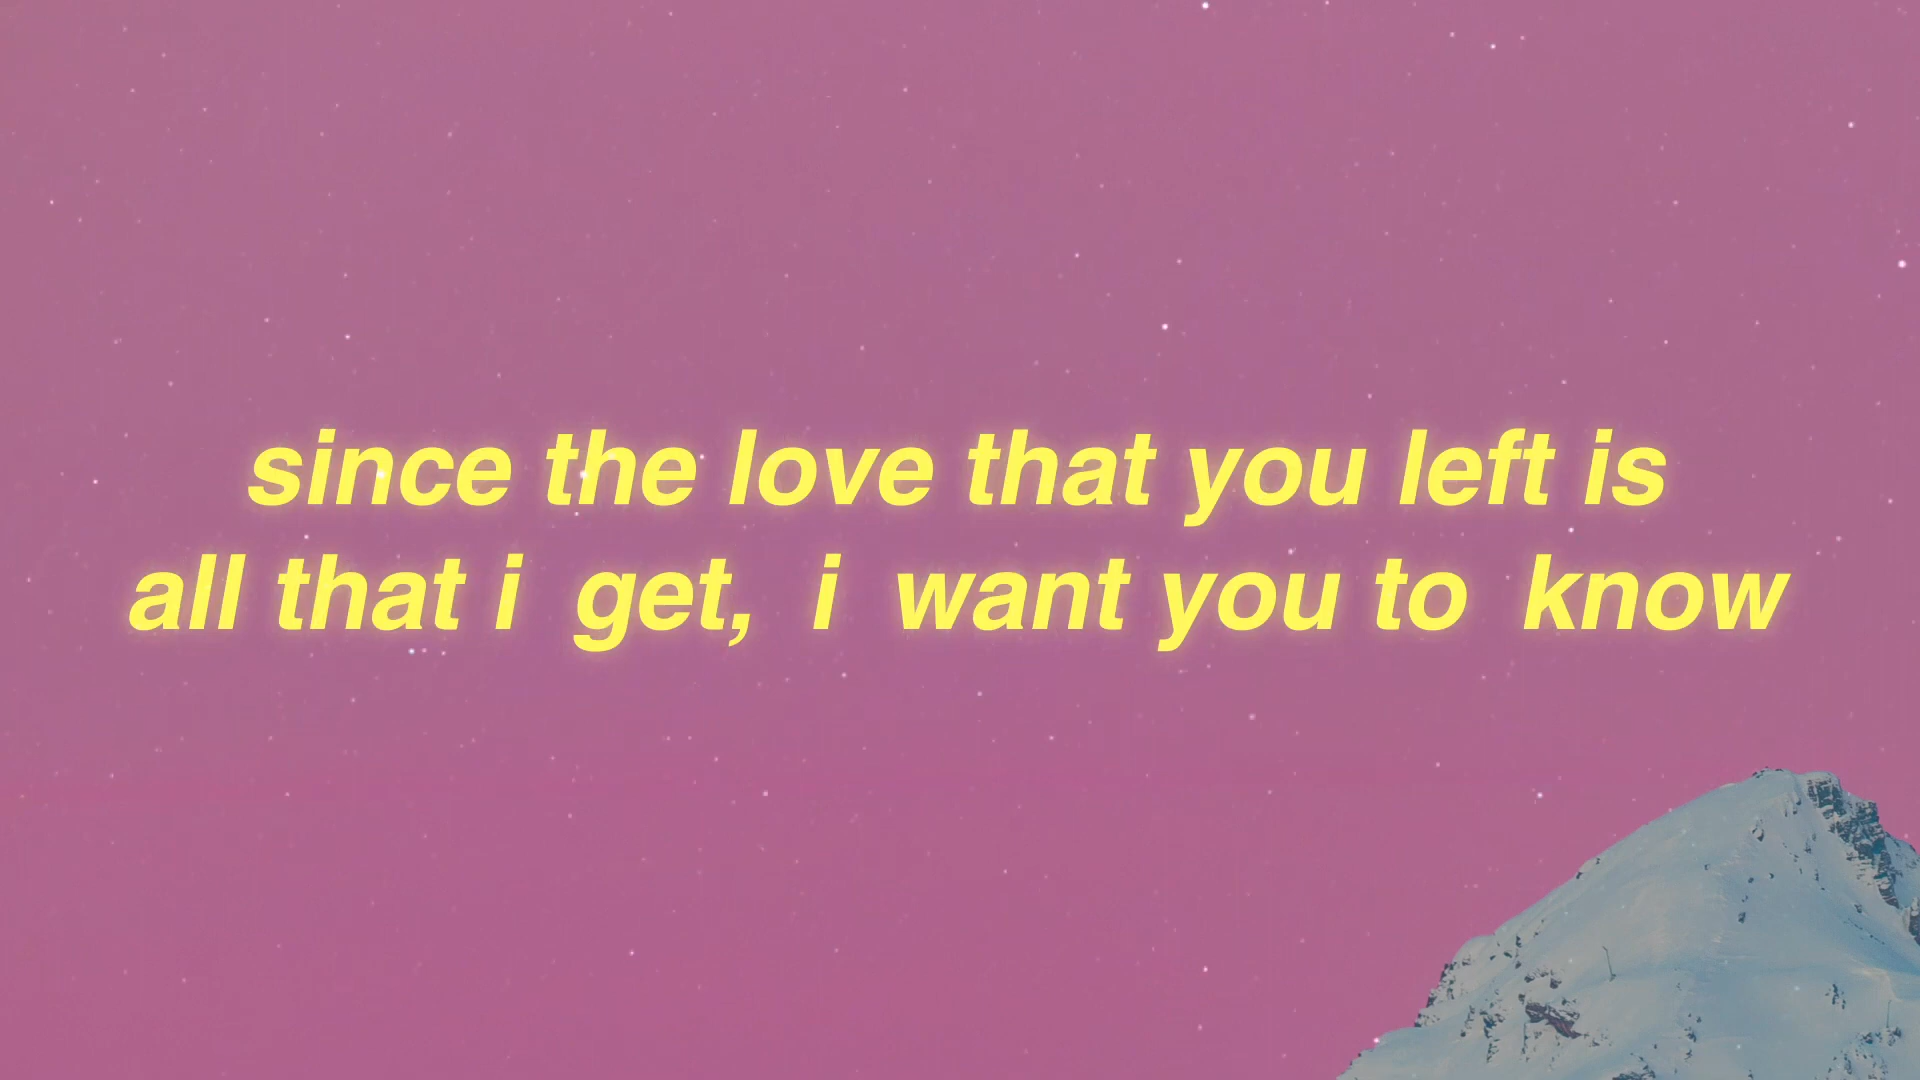 since the love that you left is
all that i get, i want you to know